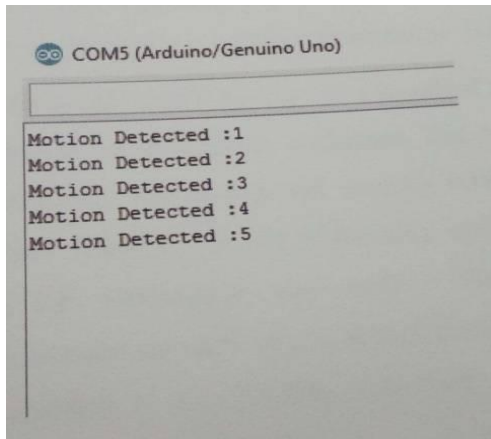 COM5 (Arduino/Genuino Uno)
Motion Detected :1
Motion Detected :2
Motion Detected :3
Motion Detected :4
Motion Detected :5